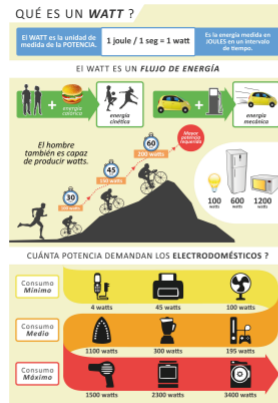 QUÉ ES UN WATT ?
El WATT es la unidad de
medida de la POTENCIA.
1 joule / 1 seg = 1 watt
Es la energía medida en
JOULES en un intervalo
de tiempo.
El WATT ES UN FLUJO DE ENERGÍA
energía
calórica
energía
cinética
energía
mecánica
El hombre
también es capaz
de producir watts.
30
45
60
Mayor
potencia
requerida
100
watts
600
watts
1200
watts
CUÁNTA POTENCIA DEMANDAN LOS ELECTRODOMÉSTICOS ?
Consumo
Mínimo
4 watts
45 watts
100 watts
Consumo
Medio
1100 watts
300 watts
195 watts
Consumo
Máximo
1500 watts
2300 watts
3400 watts